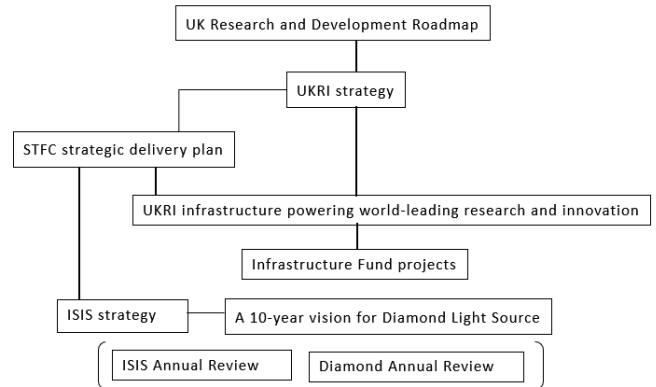 UK Research and Development Roadmap
UKRI strategy
STFC strategic delivery plan
UKRI infrastructure powering world-leading research and innovation
Infrastructure Fund projects
ISIS strategy
A 10-year vision for Diamond Light Source
ISIS Annual Review
Diamond Annual Review